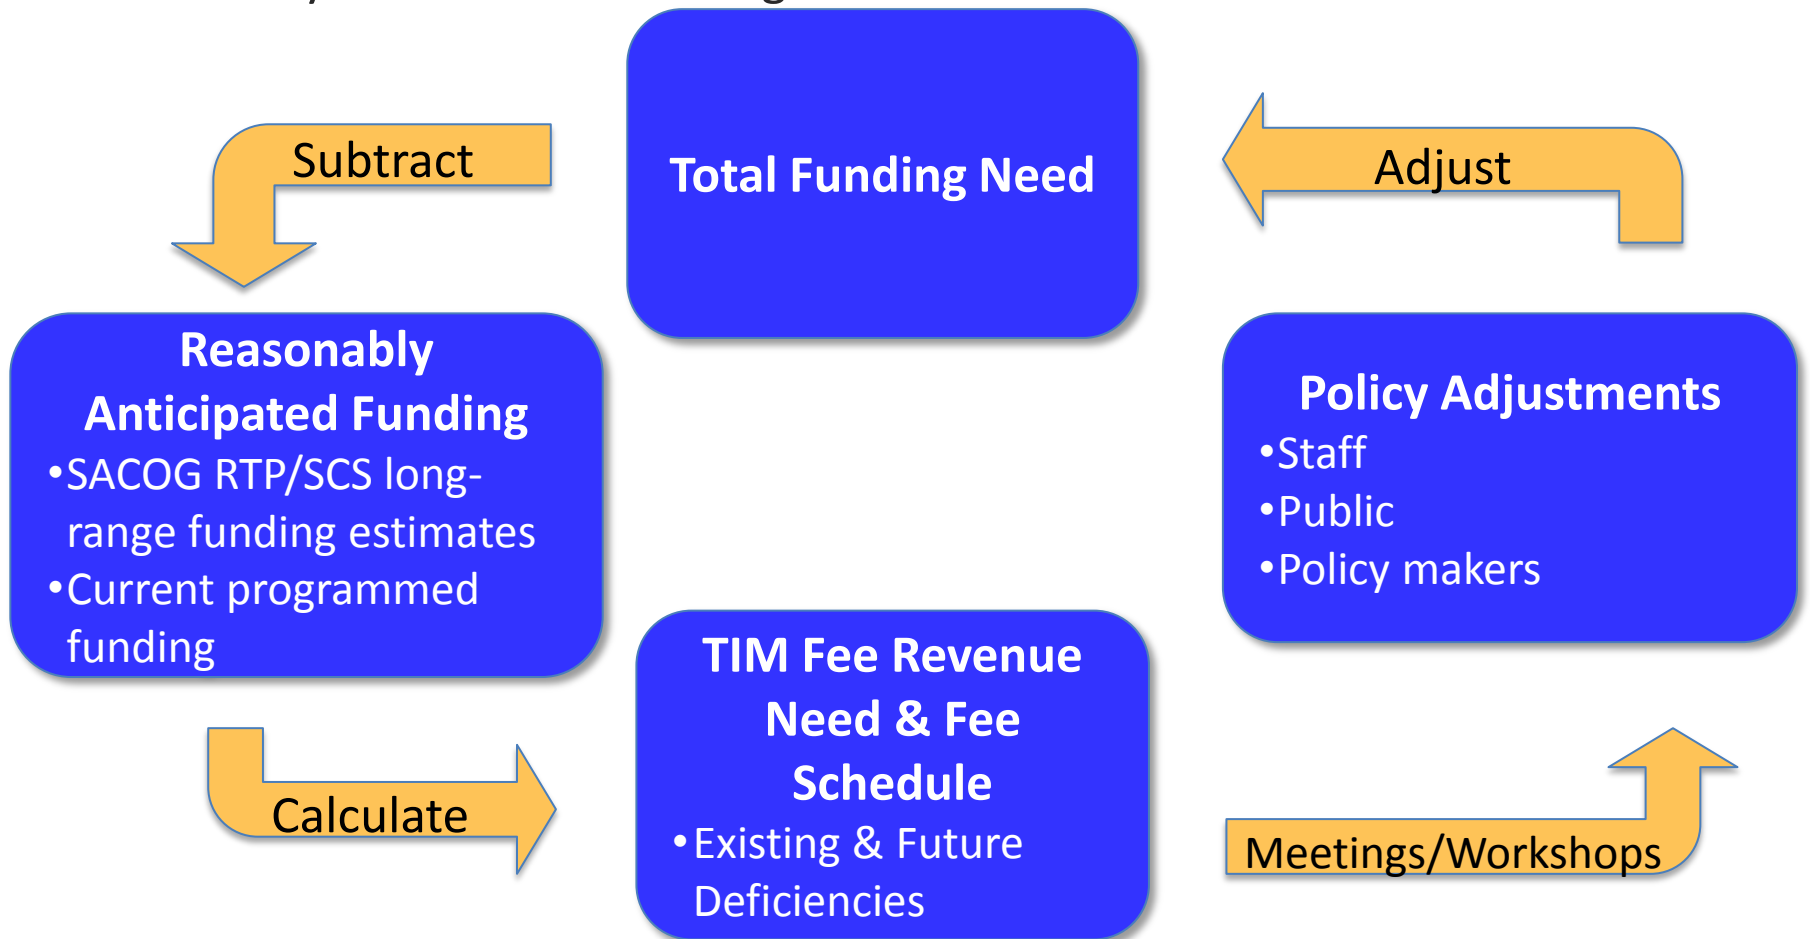 Total Funding Need
Subtract
Adjust
Reasonably
Anticipated Funding
•SACOG RTP/SCS long-
range funding estimates
•Current programmed
funding
Policy Adjustments
•Staff
•Public
•Policy makers
TIM Fee Revenue
Need & Fee
Schedule
•Existing & Future
Deficiencies
Calculate
Meetings/Workshops